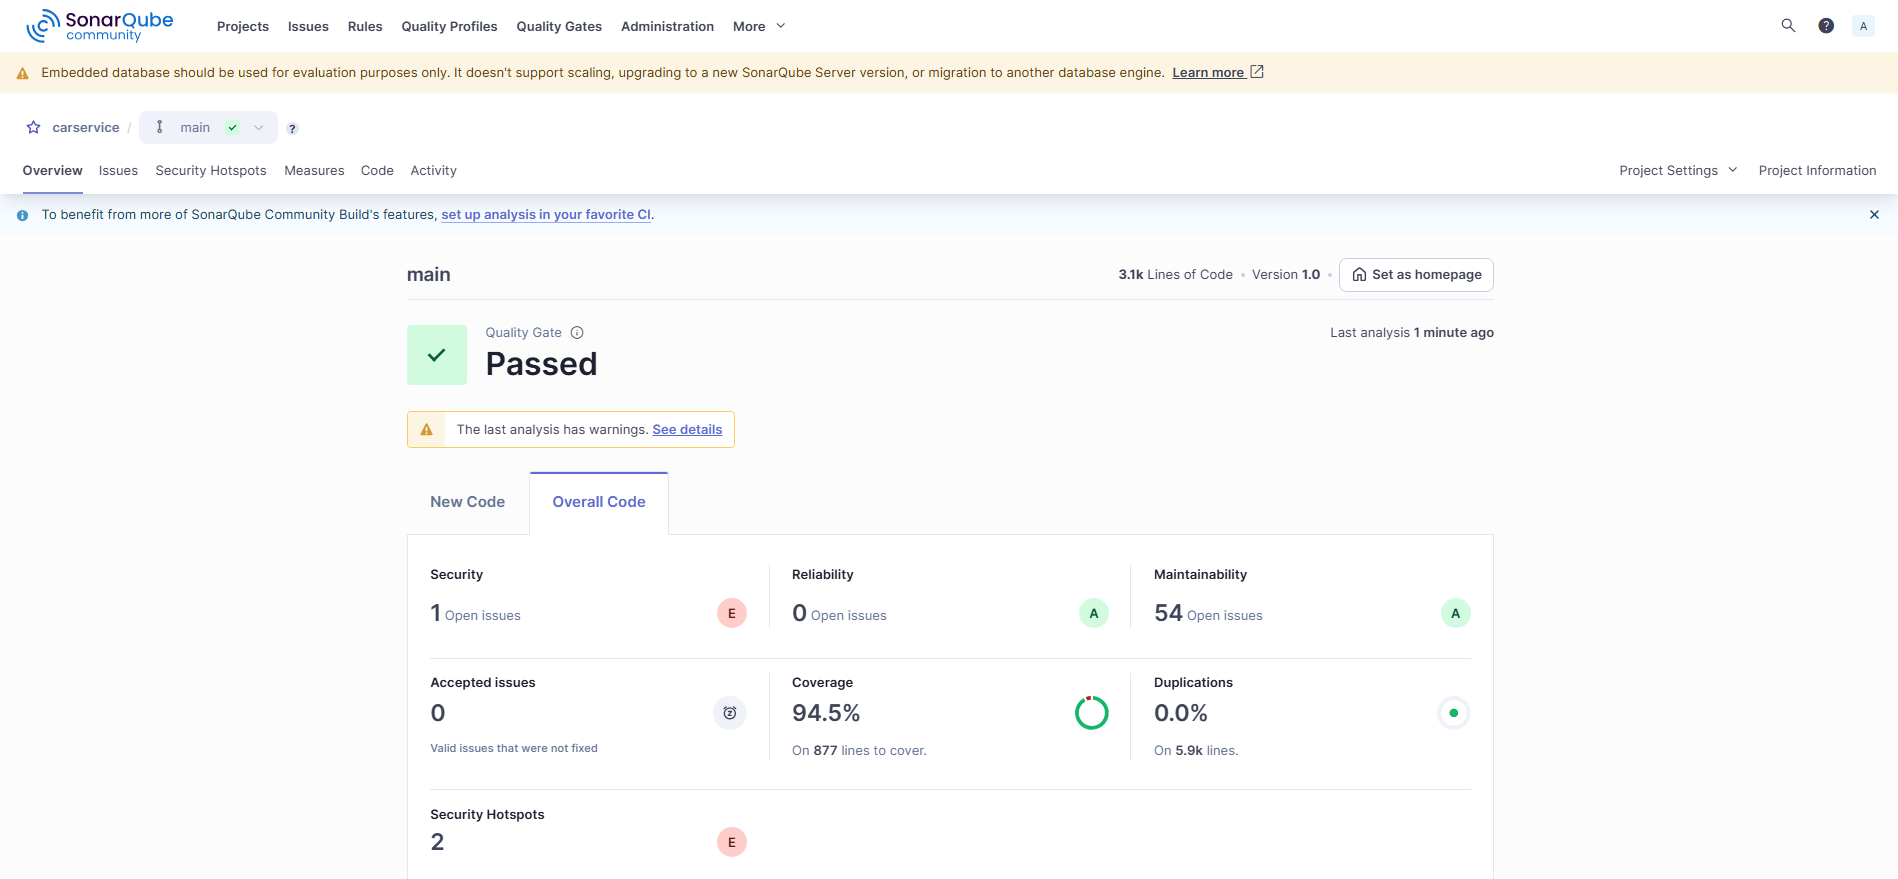 SonarQube community
Projects Issues Rules Quality Profiles Quality Gates Administration More
? A
Embedded database should be used for evaluation purposes only. It doesn't support scaling, upgrading to a new SonarQube Server version, or migration to another database engine. Learn more
carservice / main ?
Overview Issues Security Hotspots Measures Code Activity Project Settings Project Information
To benefit from more of SonarQube Community Build's features, set up analysis in your favorite CI.
main 3.1k Lines of Code • Version 1.0 • Set as homepage
Quality Gate Last analysis 1 minute ago
Passed
The last analysis has warnings. See details
New Code Overall Code
Security Reliability Maintainability
1 Open issues E 0 Open issues A 54 Open issues A
Accepted issues Coverage Duplications
0 94.5% 0.0%
Valid issues that were not fixed On 877 lines to cover. On 5.9k lines.
Security Hotspots
2 E